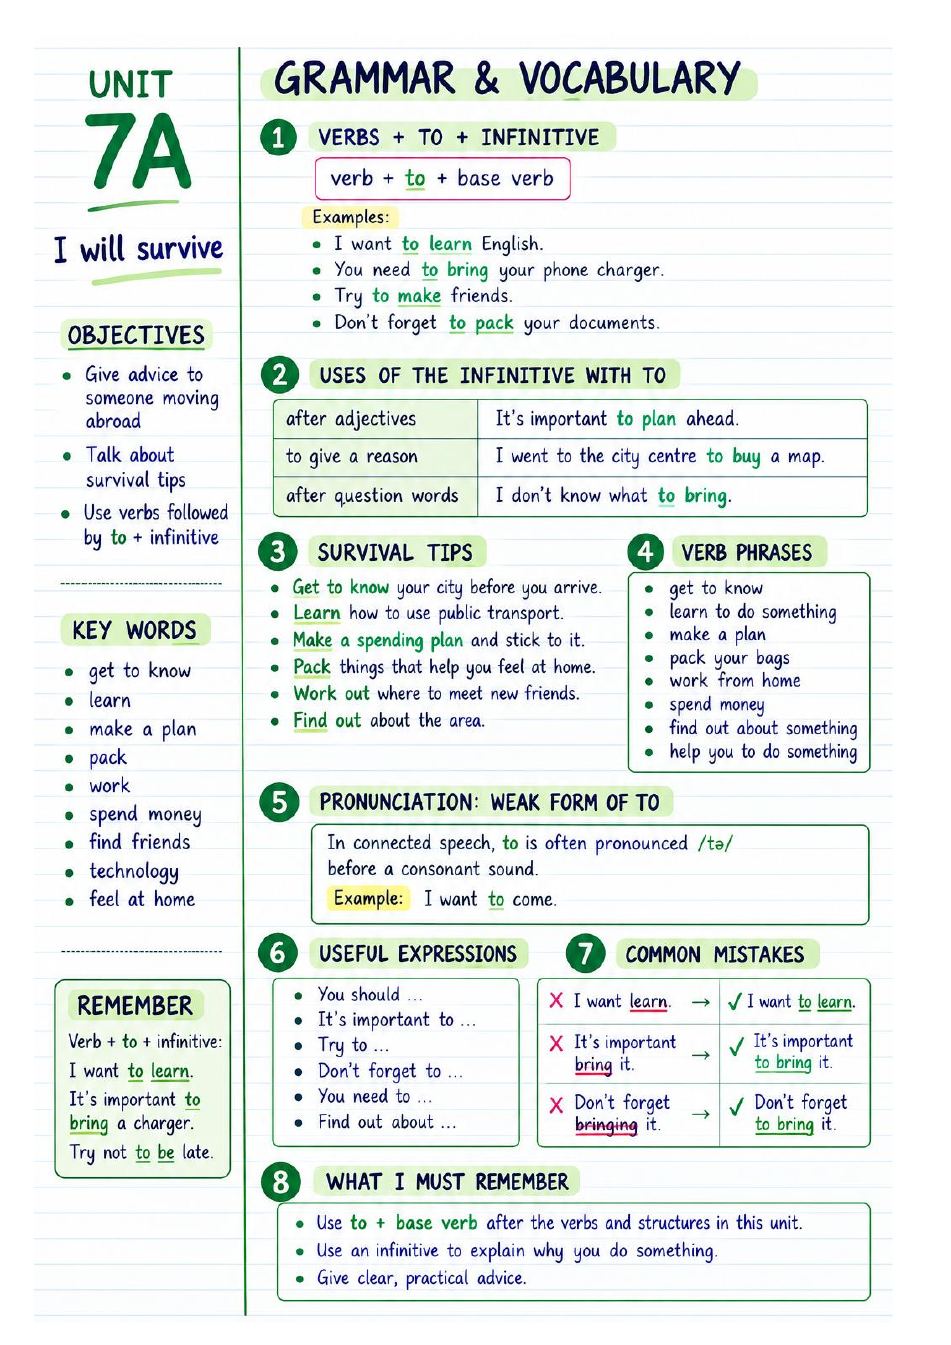 UNIT
7A
I will survive
OBJECTIVES
• Give advice to
someone moving
abroad
• Talk about
survival tips
• Use verbs followed
by to + infinitive
KEY WORDS
• get to know
• learn
• make a plan
• pack
• work
• spend money
• find friends
• technology
• feel at home
REMEMBER
Verb + to + infinitive:
I want to learn.
It's important to
bring a charger.
Try not to be late.
GRAMMAR & VOCABULARY
1 VERBS + TO + INFINITIVE
verb + to + base verb
Examples:
• I want to learn English.
• You need to bring your phone charger.
• Try to make friends.
• Don't forget to pack your documents.
2 USES OF THE INFINITIVE WITH TO
after adjectives It's important to plan ahead.
to give a reason I went to the city centre to buy a map.
after question words I don't know what to bring.
3 SURVIVAL TIPS
• Get to know your city before you arrive.
• Learn how to use public transport.
• Make a spending plan and stick to it.
• Pack things that help you feel at home.
• Work out where to meet new friends.
• Find out about the area.
4 VERB PHRASES
• get to know
• learn to do something
• make a plan
• pack your bags
• work from home
• spend money
• find out about something
• help you to do something
5 PRONUNCIATION: WEAK FORM OF TO
In connected speech, to is often pronounced /tə/
before a consonant sound.
Example: I want to come.
6 USEFUL EXPRESSIONS
• You should ...
• It's important to ...
• Try to ...
• Don't forget to ...
• You need to ...
• Find out about ...
7 COMMON MISTAKES
X I want learn. → ✓ I want to learn.
X It's important
bring it. → ✓ It's important
to bring it.
X Don't forget
bringing it. → ✓ Don't forget
to bring it.
8 WHAT I MUST REMEMBER
• Use to + base verb after the verbs and structures in this unit.
• Use an infinitive to explain why you do something.
• Give clear, practical advice.